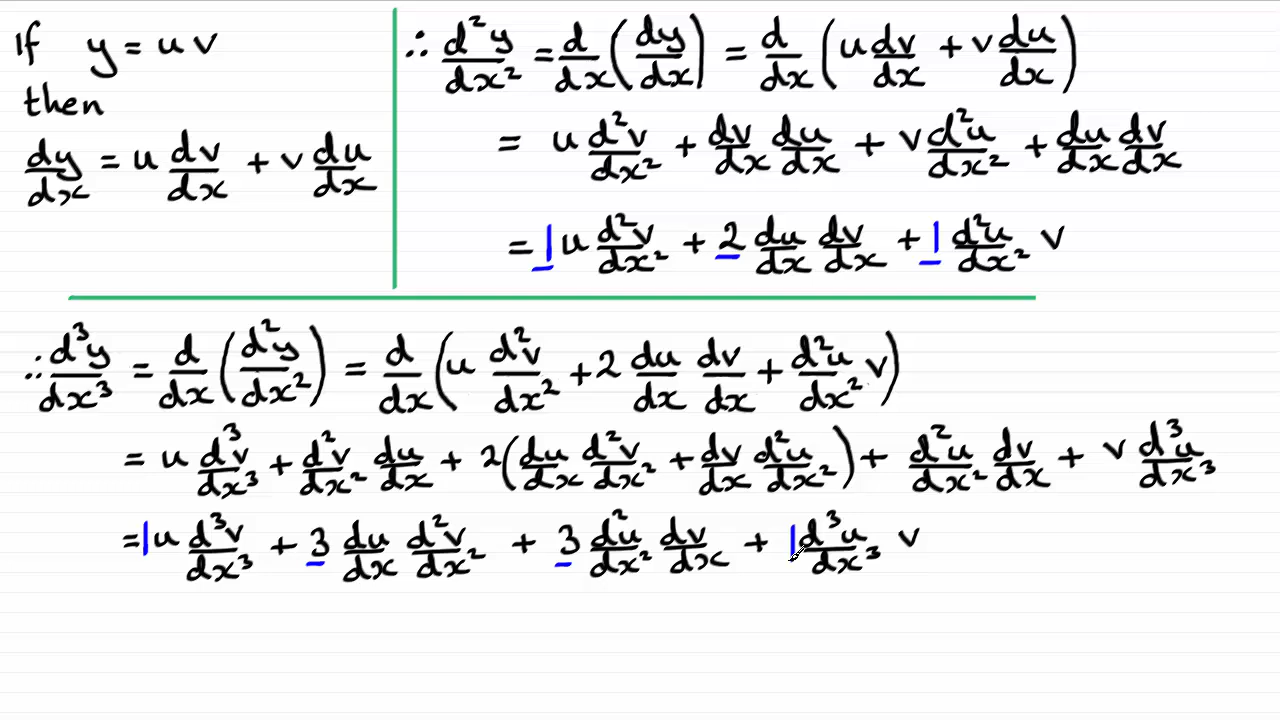 If y = uv
then
dy/dx = u dv/dx + v du/dx
∴ d²y/dx² = d/dx (dy/dx) = d/dx (u dv/dx + v du/dx)
= u d²v/dx² + dv/dx du/dx + v d²u/dx² + du/dx dv/dx
= 1 u d²v/dx² + 2 du/dx dv/dx + 1 d²u/dx² v
∴ d³y/dx³ = d/dx (d²y/dx²) = d/dx (u d²v/dx² + 2 du/dx dv/dx + d²u/dx² v)
= u d³v/dx³ + d²v/dx² du/dx + 2(du/dx d²v/dx² + dv/dx d²u/dx²) + d²u/dx² dv/dx + v d³u/dx³
= 1 u d³v/dx³ + 3 du/dx d²v/dx² + 3 d²u/dx² dv/dx + 1 d³u/dx³ v